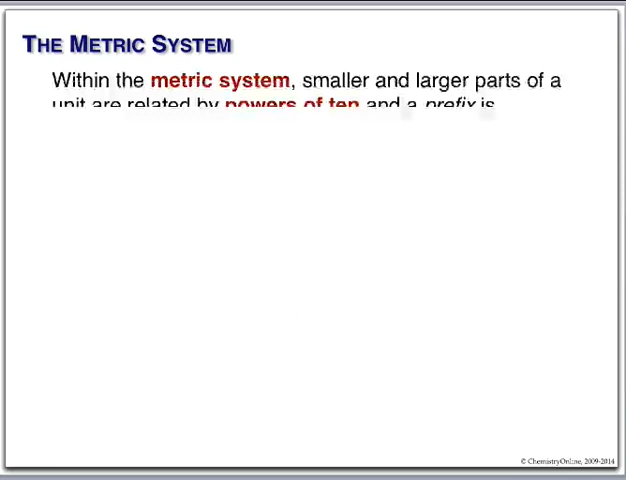 THE METRIC SYSTEM
Within the metric system, smaller and larger parts of a
unit are related by powers of ten and a prefix is
© ChemistryOnline, 2009-2014